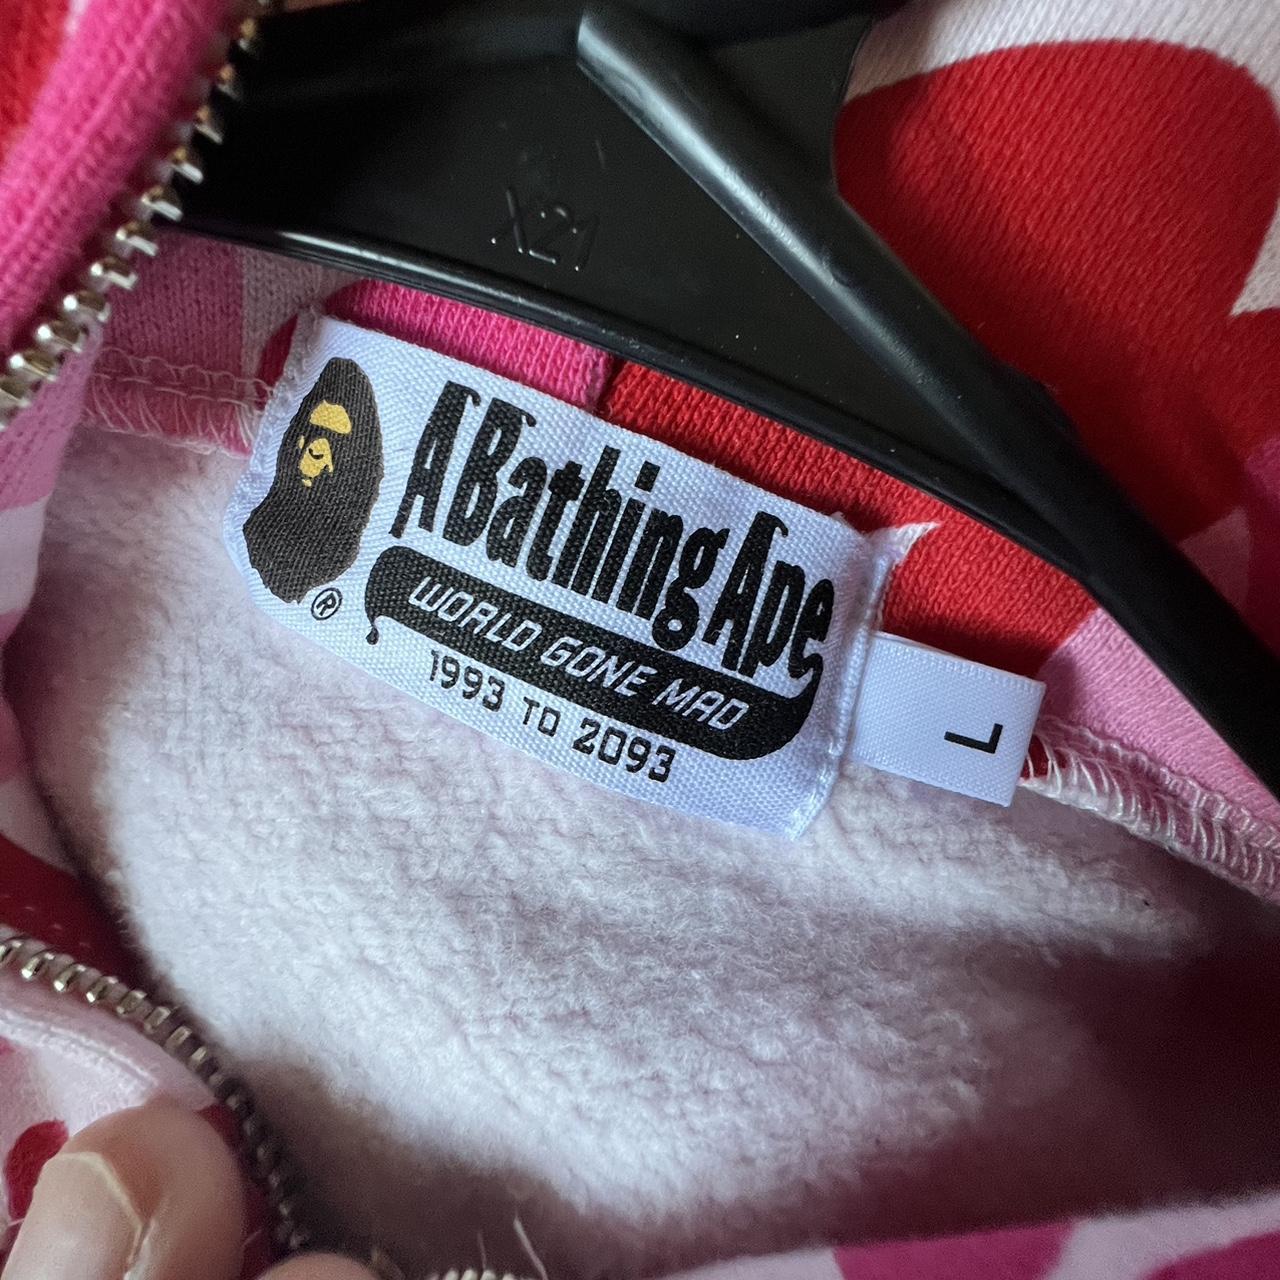 X21
A Bathing Ape
®
WORLD GONE MAD
1993 TO 2093
L